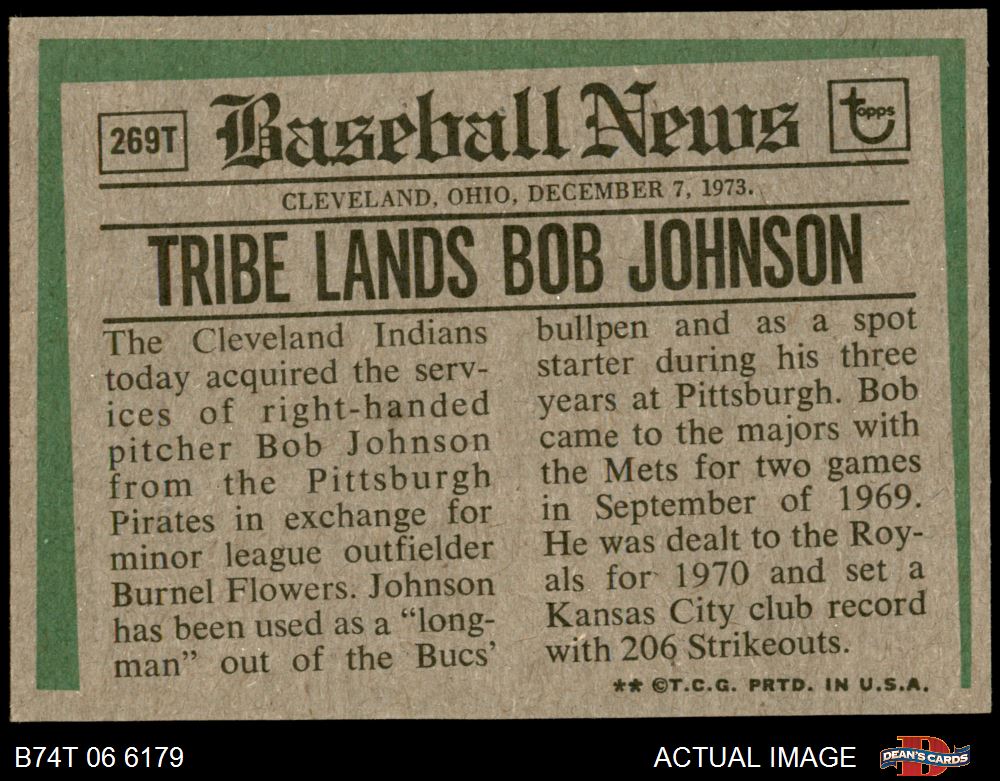 269T
Baseball News
topps
CLEVELAND, OHIO, DECEMBER 7, 1973.
TRIBE LANDS BOB JOHNSON
The Cleveland Indians
today acquired the serv-
ices of right-handed
pitcher Bob Johnson
from the Pittsburgh
Pirates in exchange for
minor league outfielder
Burnel Flowers. Johnson
has been used as a “long-
man” out of the Bucs’
bullpen and as a spot
starter during his three
years at Pittsburgh. Bob
came to the majors with
the Mets for two games
in September of 1969.
He was dealt to the Roy-
als for 1970 and set a
Kansas City club record
with 206 Strikeouts.
** ©T.C.G. PRTD. IN U.S.A.
B74T 06 6179
ACTUAL IMAGE
DEAN'S CARDS